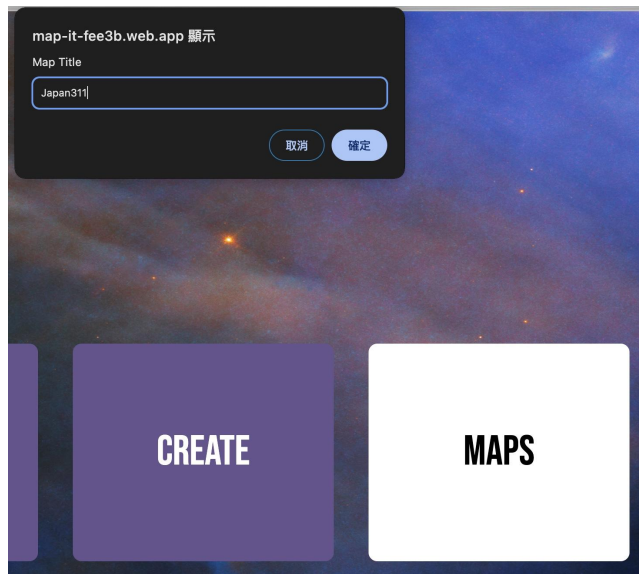 map-it-fee3b.web.app 顯示
Map Title
Japan311
取消
確定
CREATE
MAPS